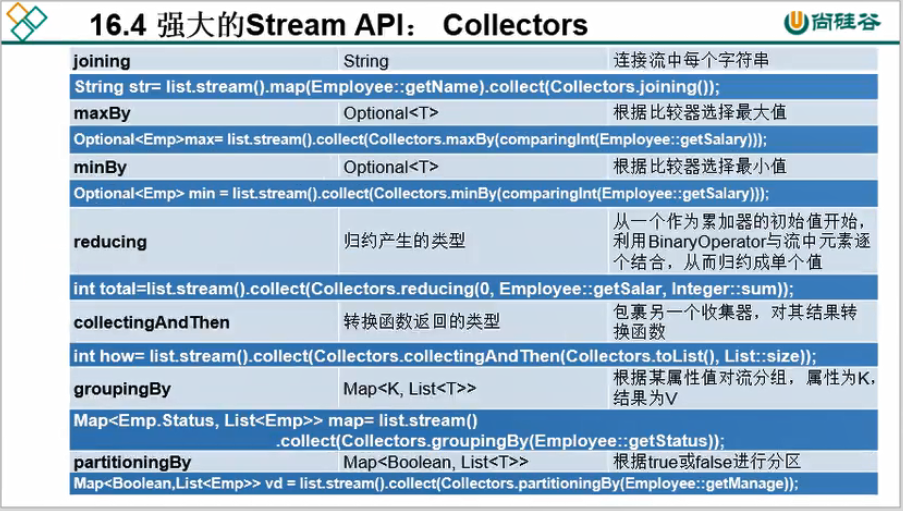 16.4 强大的Stream API： Collectors
尚硅谷
joining String 连接流中每个字符串
String str= list.stream().map(Employee::getName).collect(Collectors.joining());
maxBy Optional<T> 根据比较器选择最大值
Optional<Emp>max= list.stream().collect(Collectors.maxBy(comparingInt(Employee::getSalary)));
minBy Optional<T> 根据比较器选择最小值
Optional<Emp> min = list.stream().collect(Collectors.minBy(comparingInt(Employee::getSalary)));
reducing 归约产生的类型 从一个作为累加器的初始值开始，
利用BinaryOperator与流中元素逐
个结合，从而归约成单个值
int total=list.stream().collect(Collectors.reducing(0, Employee::getSalar, Integer::sum));
collectingAndThen 转换函数返回的类型 包裹另一个收集器，对其结果转
换函数
int how= list.stream().collect(Collectors.collectingAndThen(Collectors.toList(), List::size));
groupingBy Map<K, List<T>> 根据某属性值对流分组，属性为K，
结果为V
Map<Emp.Status, List<Emp>> map= list.stream()
.collect(Collectors.groupingBy(Employee::getStatus));
partitioningBy Map<Boolean, List<T>> 根据true或false进行分区
Map<Boolean,List<Emp>> vd = list.stream().collect(Collectors.partitioningBy(Employee::getManage));